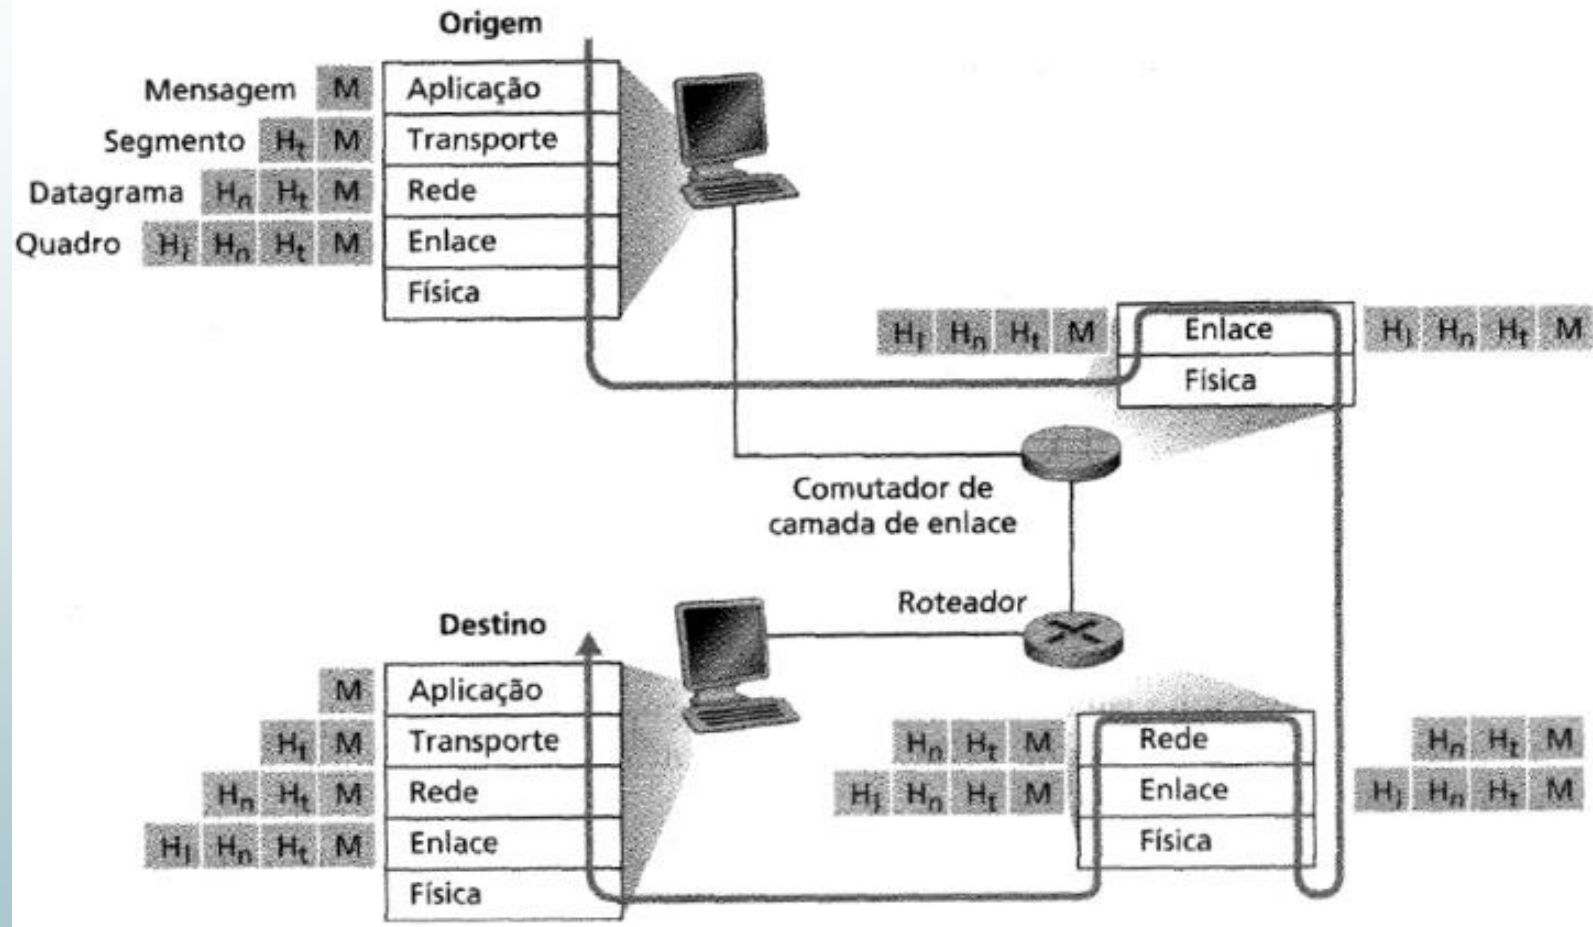 Origem
Mensagem M Aplicação
Segmento Ht M Transporte
Datagrama Hn Ht M Rede
Quadro Hl Hn Ht M Enlace
Física
Hl Hn Ht M Enlace Hl Hn Ht M
Física
Comutador de
camada de enlace
Roteador
Destino
M Aplicação
Ht M Transporte
Hn Ht M Rede
Hl Hn Ht M Enlace
Física
Hn Ht M Rede Hn Ht M
Hl Hn Ht M Enlace Hl Hn Ht M
Física